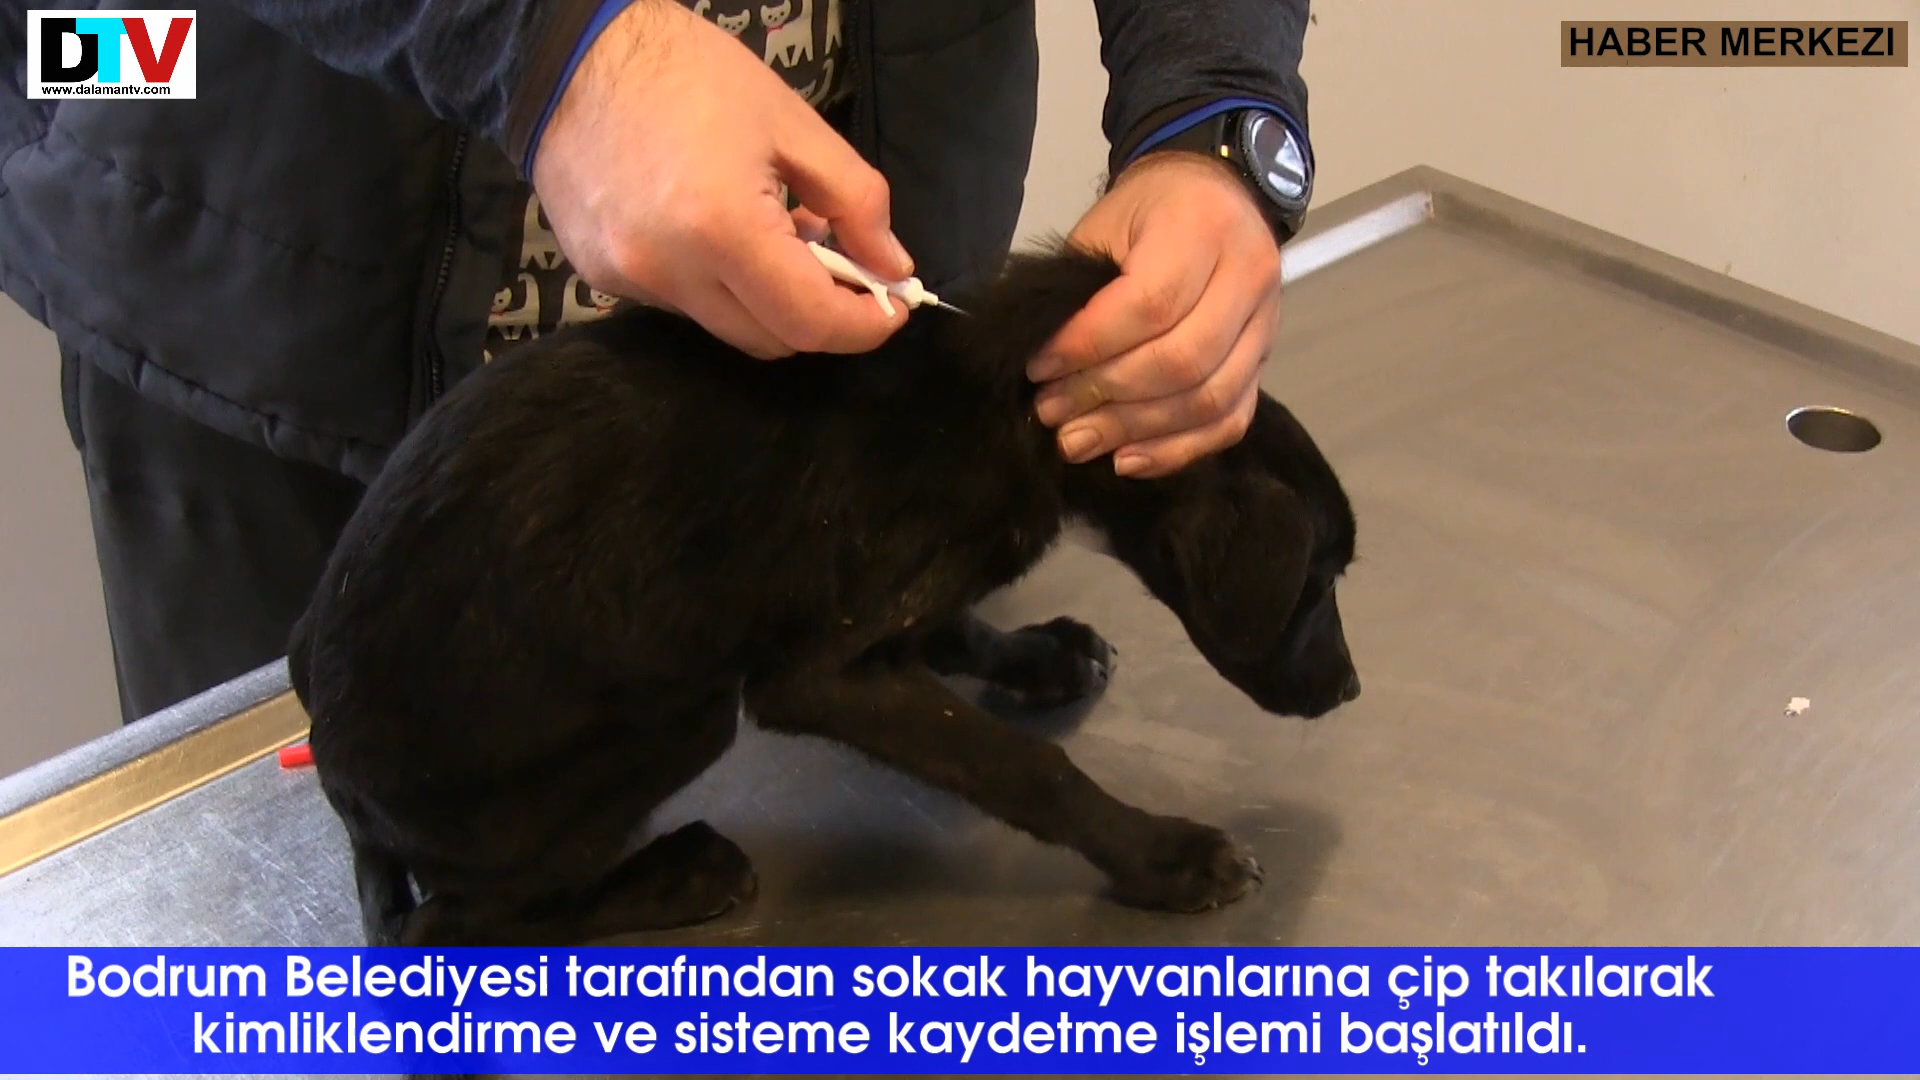 DTV
www.dalamantv.com
HABER MERKEZI
Bodrum Belediyesi tarafından sokak hayvanlarına çip takılarak
kimliklendirme ve sisteme kaydetme işlemi başlatıldı.